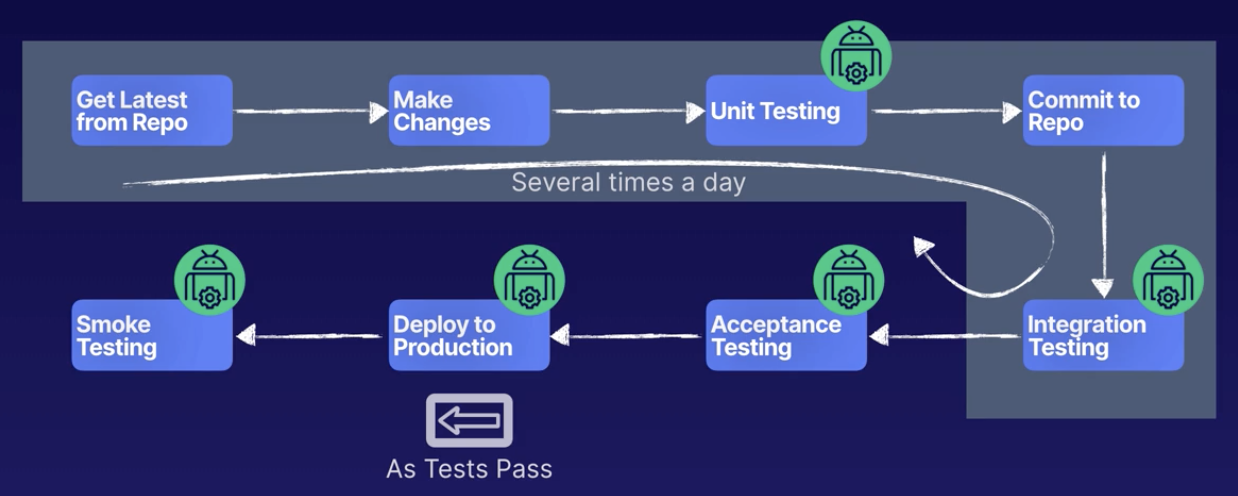 Get Latest
from Repo
Make
Changes
Unit Testing
Commit to
Repo
Several times a day
Smoke
Testing
Deploy to
Production
Acceptance
Testing
Integration
Testing
As Tests Pass